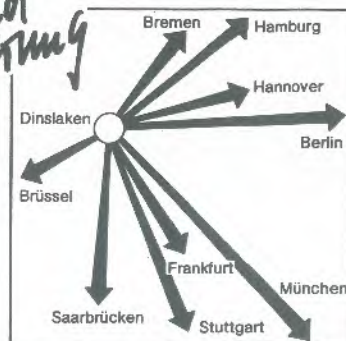 Bremen
Hamburg
Hannover
Dinslaken
Berlin
Brüssel
Frankfurt
München
Saarbrücken
Stuttgart